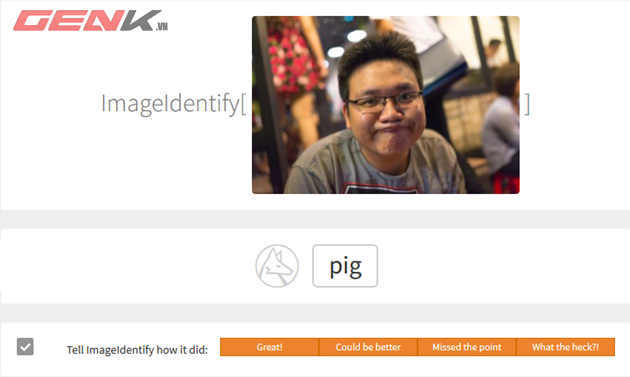 GENK.VN
ImageIdentify[ ]
pig
Tell ImageIdentify how it did: Great! Could be better Missed the point What the heck?!